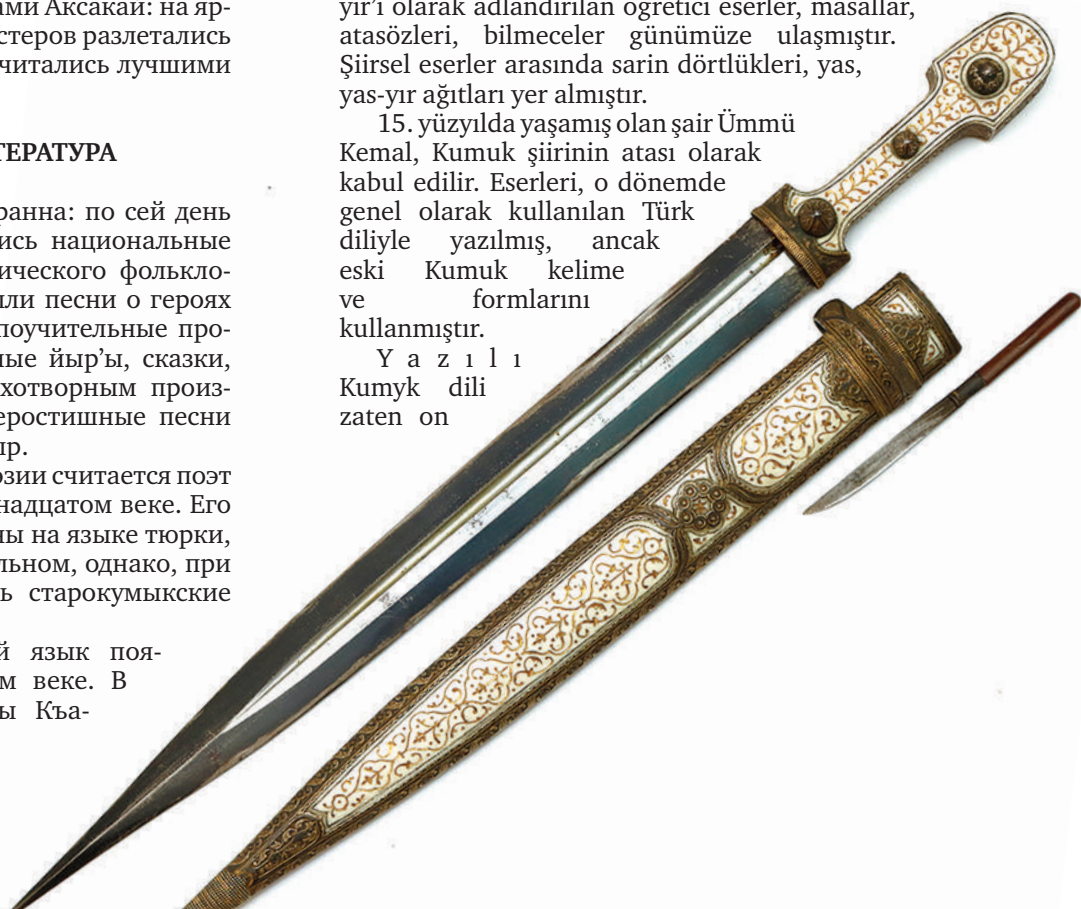 ами Аксакай: на яр-
стеров разлетались
читались лучшими
ТЕРАТУРА
ранна: по сей день
ись национальные
ического фолькло-
ыли песни о героях
поучительные про-
ные йыр’ы, сказки,
хотворным произ-
еростишные песни
ыр.
озии считается поэт
надцатом веке. Его
ны на языке тюрки,
льном, однако, при
ь старокумыкские
й язык поя-
м веке. В
ы Къа-
yır’ı olarak adlandırılan öğretici eserler, masallar,
atasözleri, bilmeceler günümüze ulaşmıştır.
Şiirsel eserler arasında sarin dörtlükleri, yas,
yas-yır ağıtları yer almıştır.
15. yüzyılda yaşamış olan şair Ümmü
Kemal, Kumuk şiirinin atası olarak
kabul edilir. Eserleri, o dönemde
genel olarak kullanılan Türk
diliyle yazılmış, ancak
eski Kumuk kelime
ve formlarını
kullanmıştır.
Yazılı
Kumyk dili
zaten on